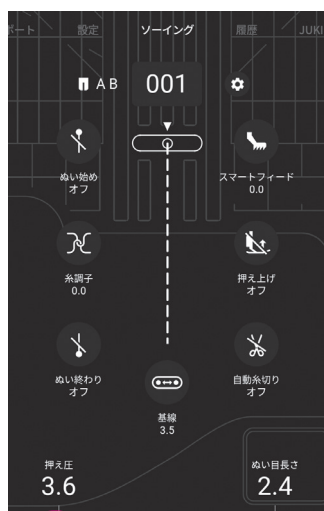 ポート 設定 ソーイング 履歴 JUKI
A B 001
ぬい始め
オフ
スマートフィード
0.0
糸調子
0.0
押え上げ
オフ
ぬい終わり
オフ
自動糸切り
オフ
基線
3.5
押え圧
3.6
ぬい目長さ
2.4